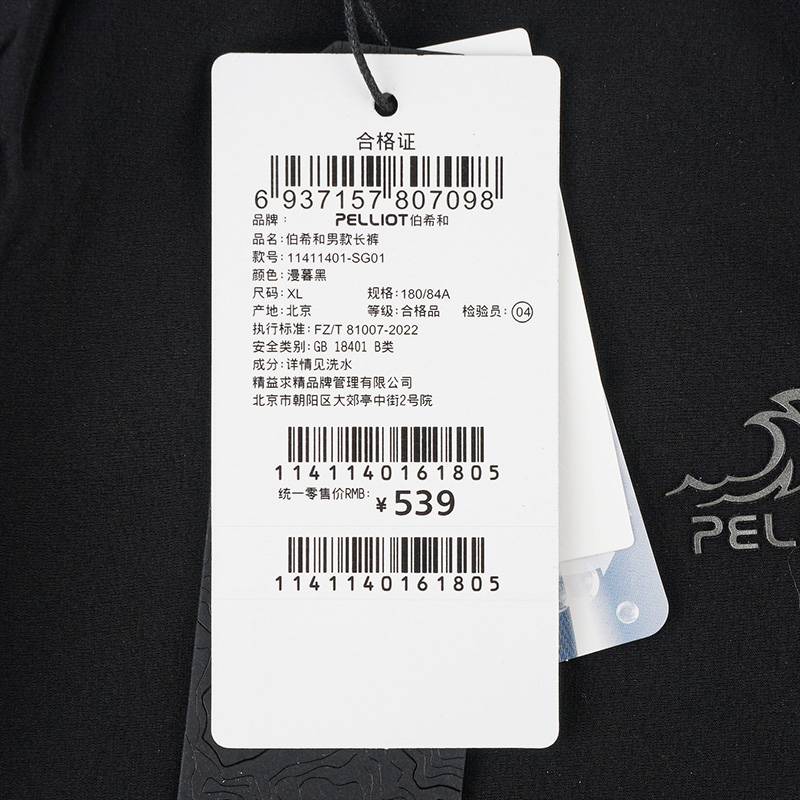 合格证
6 937157 807098
品牌: PELLIOT伯希和
品名: 伯希和男款长裤
款号: 11411401-SG01
颜色: 漫暮黑
尺码: XL 规格: 180/84A
产地: 北京 等级: 合格品 检验员: 04
执行标准: FZ/T 81007-2022
安全类别: GB 18401 B类
成分: 详情见洗水
精益求精品牌管理有限公司
北京市朝阳区大郊亭中街2号院
1141140161805
统一零售价RMB: ¥ 539
1141140161805
PELLIO